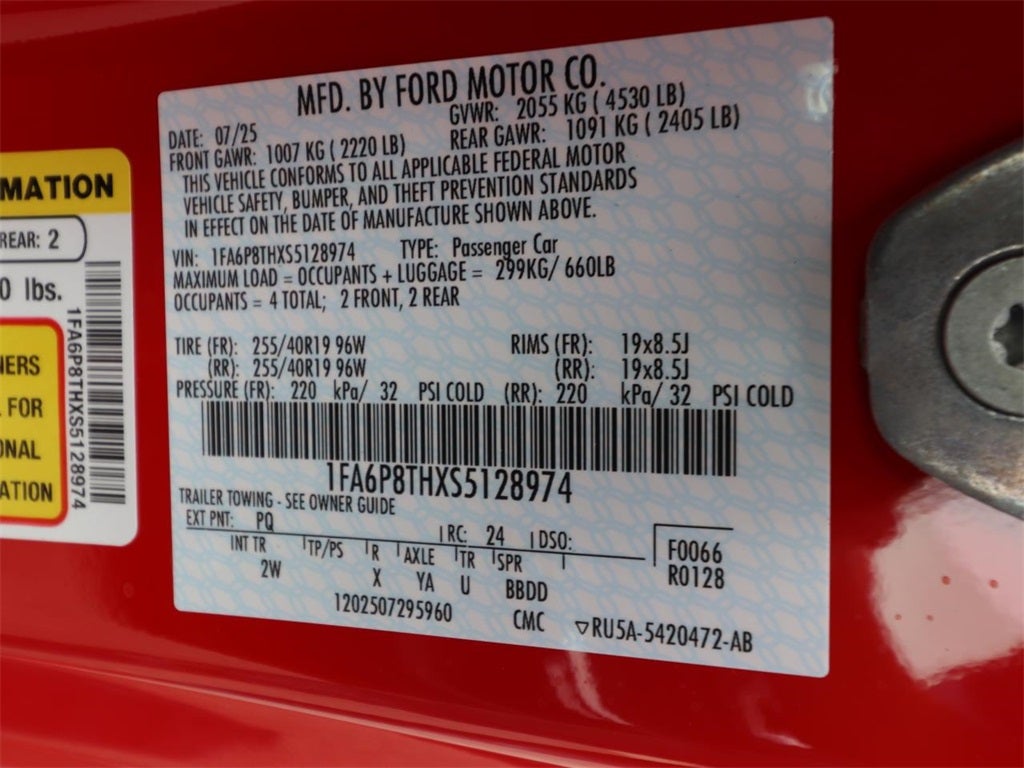 MFD. BY FORD MOTOR CO.
DATE: 07/25 GVWR: 2055 KG ( 4530 LB)
FRONT GAWR: 1007 KG ( 2220 LB) REAR GAWR: 1091 KG ( 2405 LB)
THIS VEHICLE CONFORMS TO ALL APPLICABLE FEDERAL MOTOR
VEHICLE SAFETY, BUMPER, AND THEFT PREVENTION STANDARDS
IN EFFECT ON THE DATE OF MANUFACTURE SHOWN ABOVE.
VIN: 1FA6P8THXS5128974 TYPE: Passenger Car
MAXIMUM LOAD = OCCUPANTS + LUGGAGE = 299KG/ 660LB
OCCUPANTS = 4 TOTAL; 2 FRONT, 2 REAR
TIRE (FR): 255/40R19 96W RIMS (FR): 19x8.5J
(RR): 255/40R19 96W (RR): 19x8.5J
PRESSURE (FR): 220 kPa/ 32 PSI COLD (RR): 220 kPa/ 32 PSI COLD
1FA6P8THXS5128974
TRAILER TOWING - SEE OWNER GUIDE
EXT PNT: PQ RC: 24 DSO:
INT TR TP/PS R AXLE TR SPR
2W X YA U BBDD
F0066
R0128
1202507295960 CMC ▽RU5A-5420472-AB
MATION
REAR: 2
0 lbs.
1FA6P8THXS5128974
NERS
L FOR
ONAL
ATION